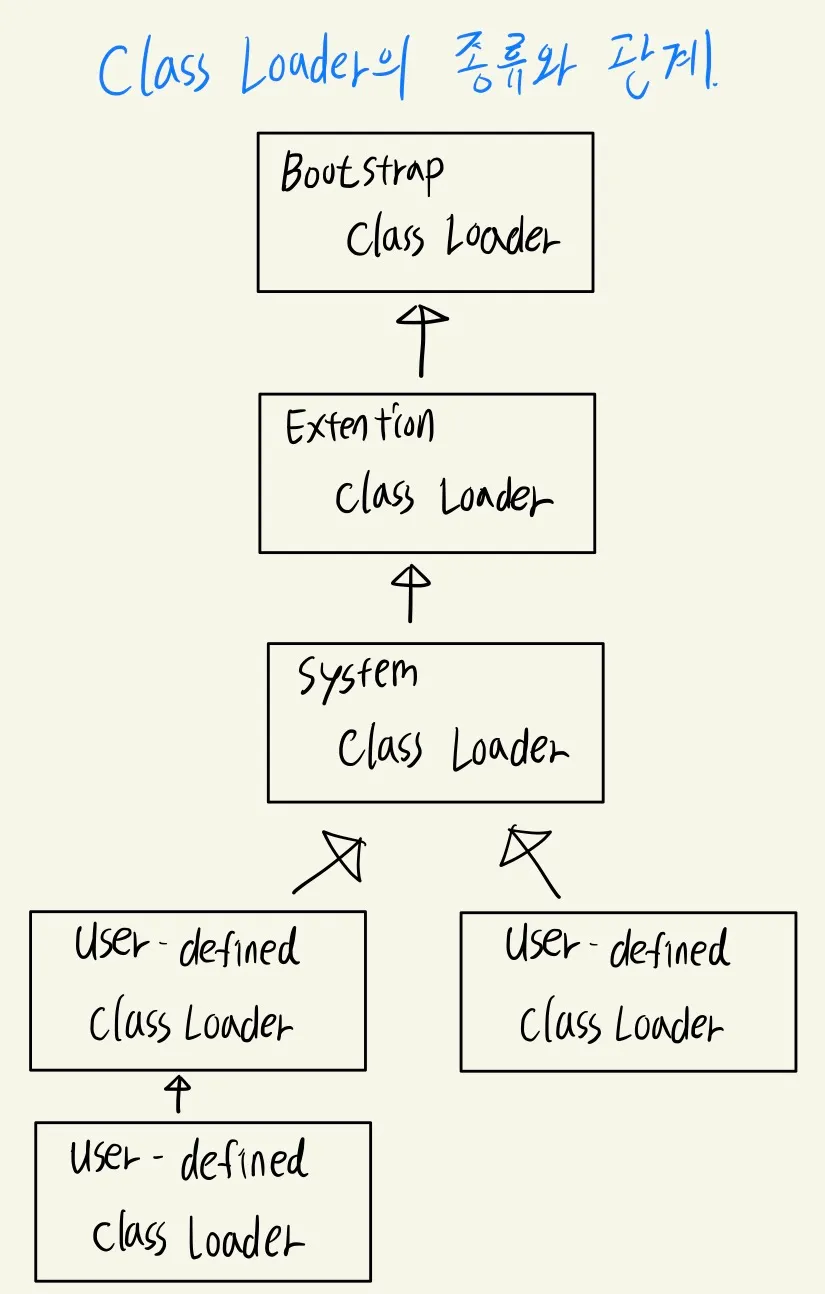 Class Loader의 종류와 관계.
Bootstrap
Class Loader
Extention
Class Loader
System
Class Loader
User-defined
Class Loader
User-defined
Class Loader
User-defined
Class Loader